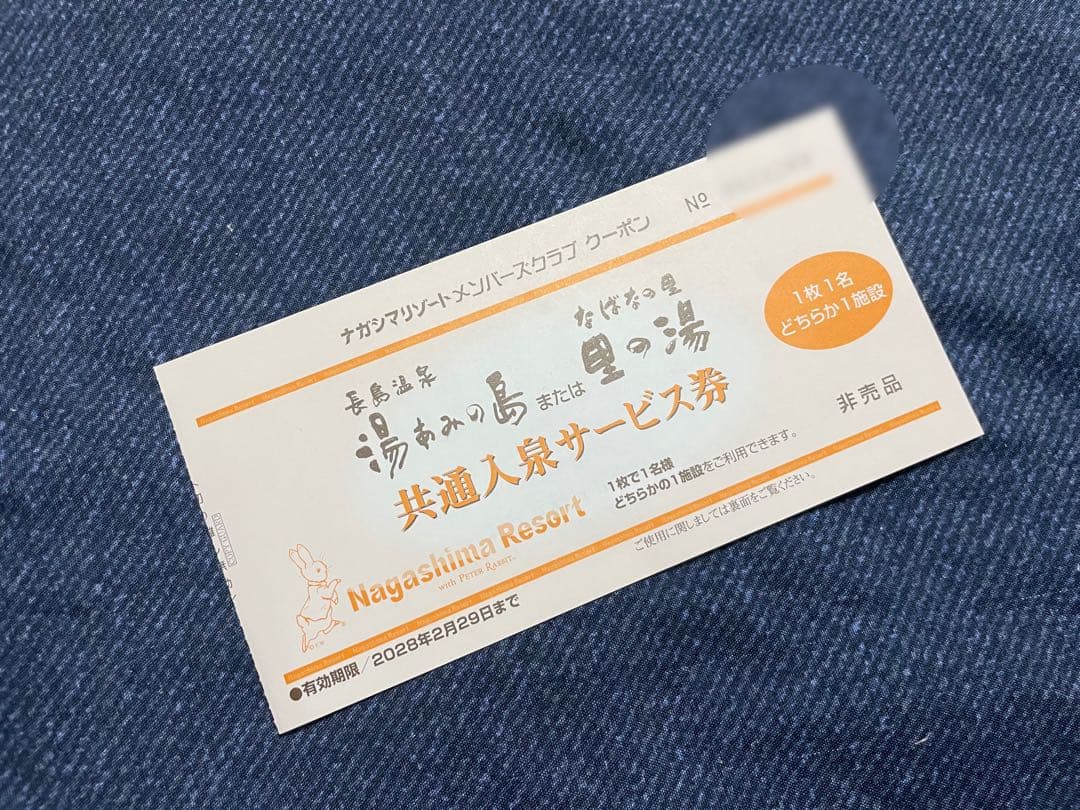 ナガシマリゾートメンバーズクラブ クーポン
No
1枚1名
どちらか1施設
長島温泉
湯あみの島
または
なばなの里
里の湯
共通入泉サービス券
非売品
1枚で1名様
どちらかの1施設をご利用できます。
Nagashima Resort
with PETER RABBIT™
ご使用に関しましては裏面をご覧ください。
●有効期限/2028年2月29日まで